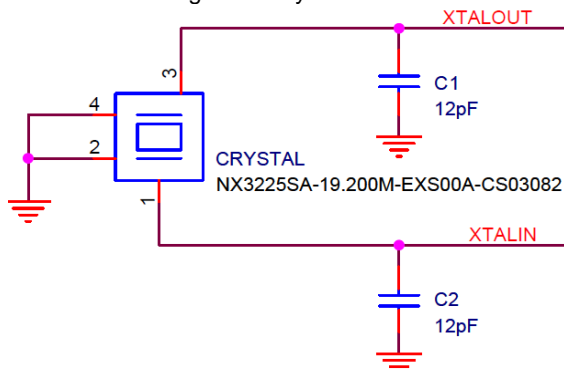 XTALOUT
3
C1
12pF
4
2
CRYSTAL
NX3225SA-19.200M-EXS00A-CS03082
1
XTALIN
C2
12pF